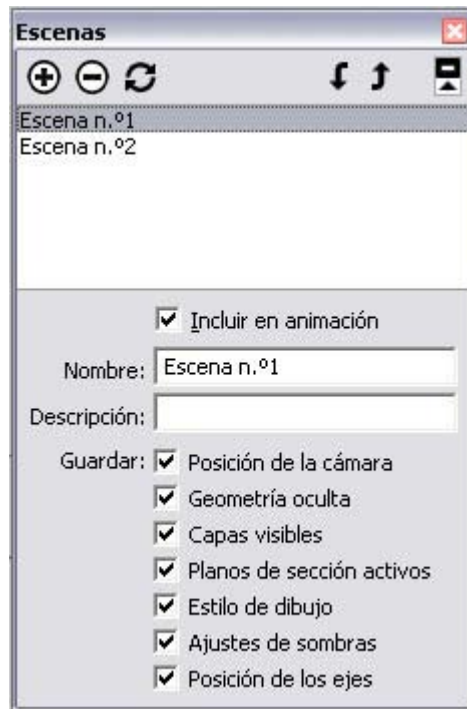 Escenas
Escena n.º1
Escena n.º2
Incluir en animación
Nombre: Escena n.º1
Descripción:
Guardar: Posición de la cámara
Geometría oculta
Capas visibles
Planos de sección activos
Estilo de dibujo
Ajustes de sombras
Posición de los ejes